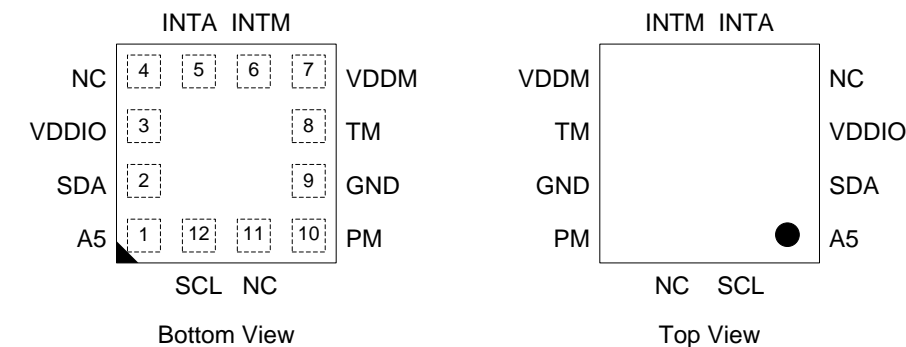 INTA INTM
NC 4 5 6 7 VDDM
VDDIO 3 8 TM
SDA 2 9 GND
A5 1 12 11 10 PM
SCL NC
Bottom View
INTM INTA
VDDM NC
TM VDDIO
GND SDA
PM A5
NC SCL
Top View